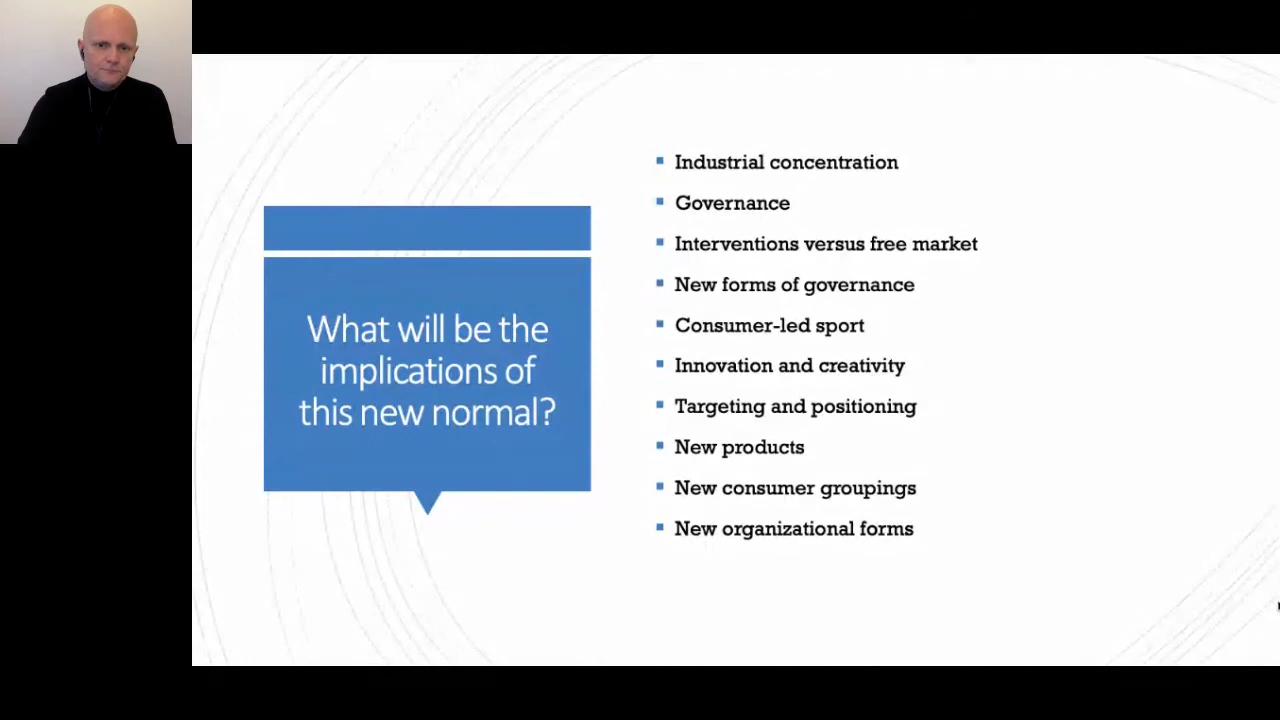 What will be the
implications of
this new normal?
Industrial concentration
Governance
Interventions versus free market
New forms of governance
Consumer-led sport
Innovation and creativity
Targeting and positioning
New products
New consumer groupings
New organizational forms